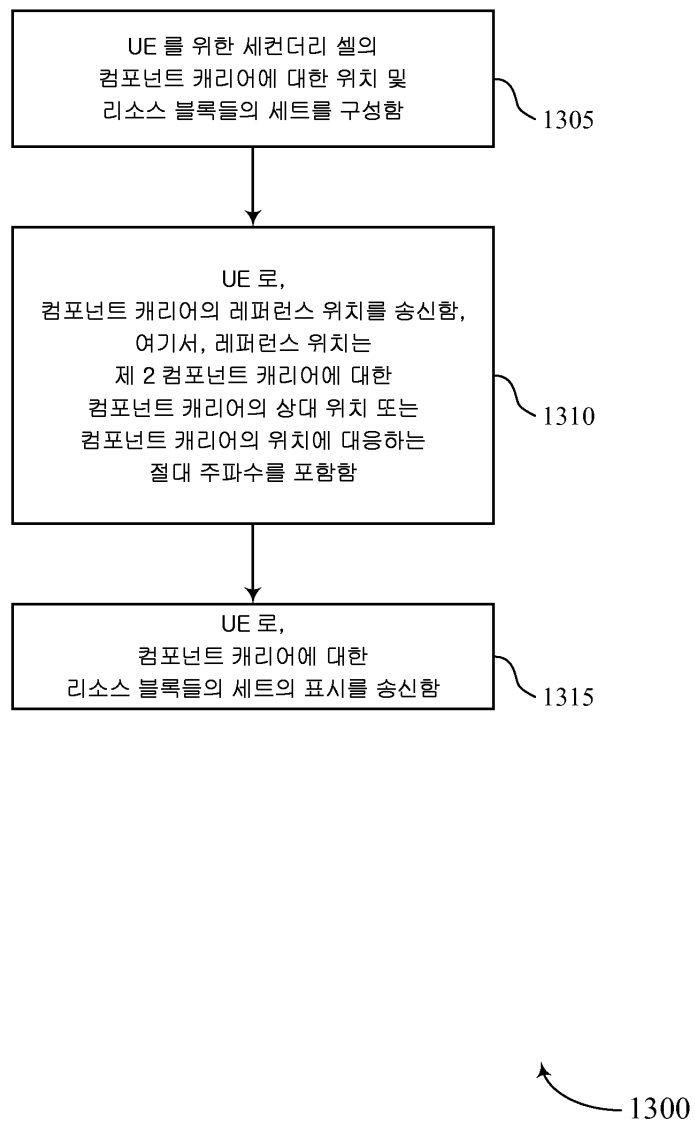 UE 를 위한 세컨더리 셀의
컴포넌트 캐리어에 대한 위치 및
리소스 블록들의 세트를 구성함
1305
UE 로,
컴포넌트 캐리어의 레퍼런스 위치를 송신함,
여기서, 레퍼런스 위치는
제 2 컴포넌트 캐리어에 대한
컴포넌트 캐리어의 상대 위치 또는
컴포넌트 캐리어의 위치에 대응하는
절대 주파수를 포함함
1310
UE 로,
컴포넌트 캐리어에 대한
리소스 블록들의 세트의 표시를 송신함
1315
1300